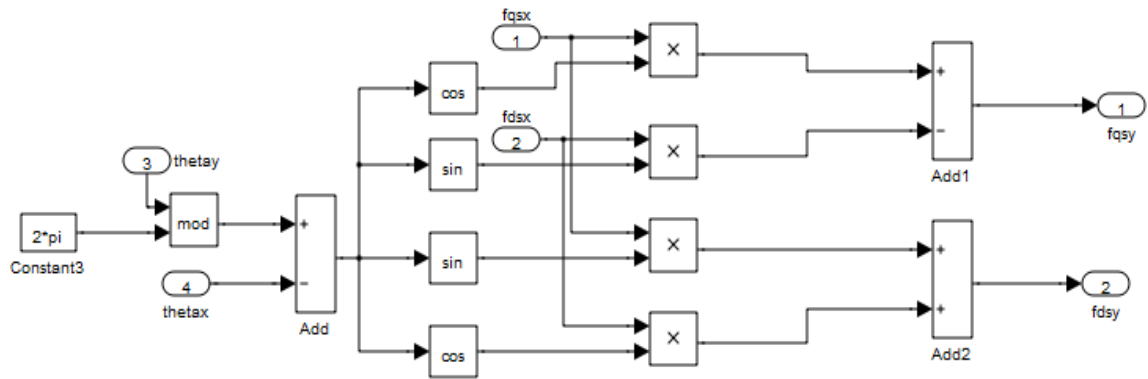 fqsx
1
×
cos
+
1
fqsy
fdsx
2
×
−
Add1
3
thetay
sin
2*pi
mod
Constant3
+
−
Add
4
thetax
sin
×
+
2
fdsy
cos
×
+
Add2